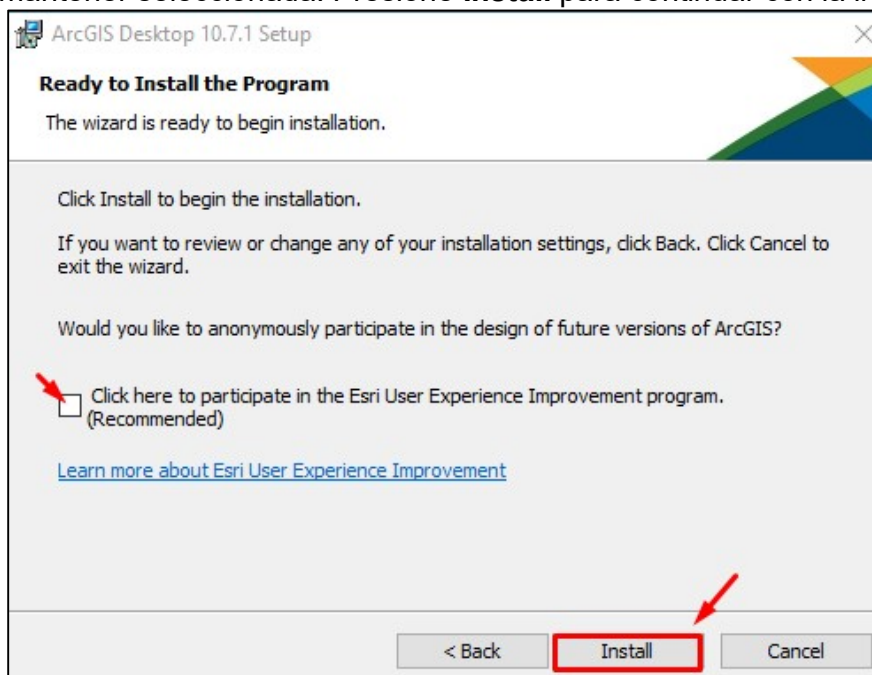 ArcGIS Desktop 10.7.1 Setup
Ready to Install the Program
The wizard is ready to begin installation.
Click Install to begin the installation.
If you want to review or change any of your installation settings, click Back. Click Cancel to
exit the wizard.
Would you like to anonymously participate in the design of future versions of ArcGIS?
Click here to participate in the Esri User Experience Improvement program.
(Recommended)
Learn more about Esri User Experience Improvement
< Back Install Cancel